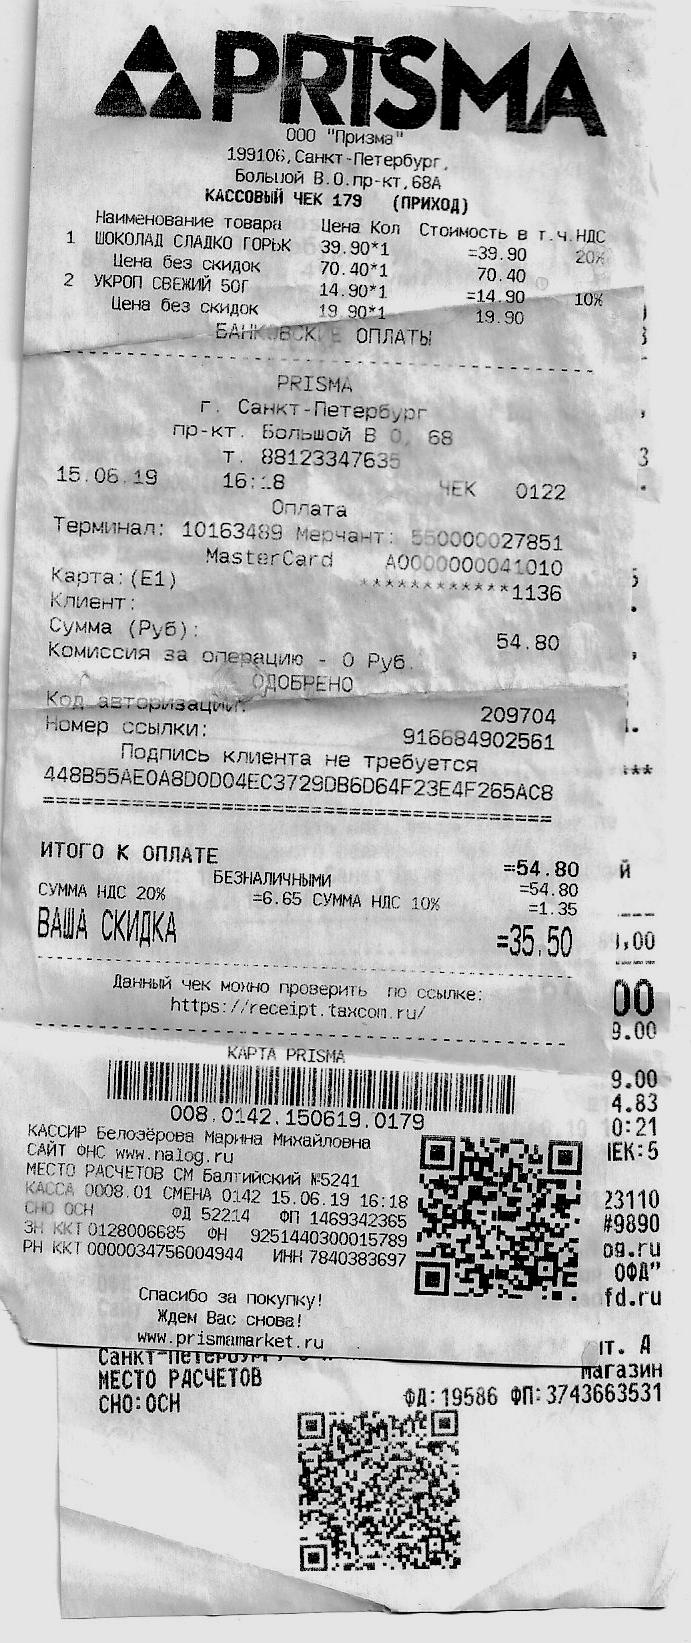 PRISMA
ООО "Призма"
199106,Санкт-Петербург,
Большой В.О.пр-кт,68А
КАССОВЫЙ ЧЕК 179 (ПРИХОД)
Наименование товара Цена Кол Стоимость в т.ч.НДС
1 ШОКОЛАД СЛАДКО ГОРЬК 39.90*1 =39.90 20%
Цена без скидок 70.40*1 70.40
2 УКРОП СВЕЖИЙ 50Г 14.90*1 =14.90 10%
Цена без скидок 19.90*1 19.90
БАНКОВСКИЕ ОПЛАТЫ
PRISMA
г. Санкт-Петербург
пр-кт. Большой В О, 68
т. 88123347635
15.06.19 16:18 ЧЕК 0122
Оплата
Терминал: 10163489 Мерчант: 550000027851
MasterCard A0000000041010
Карта:(E1) ************1136
Клиент:
Сумма (Руб): 54.80
Комиссия за операцию - 0 Руб.
ОДОБРЕНО
Код авторизации: 209704
Номер ссылки: 916684902561
Подпись клиента не требуется
448B55AE0A8D0D04EC3729DB6D64F23E4F265AC8
========================================
ИТОГО К ОПЛАТЕ =54.80
БЕЗНАЛИЧНЫМИ =54.80
СУММА НДС 20% =6.65 СУММА НДС 10% =1.35
ВАША СКИДКА =35.50
Данный чек можно проверить по ссылке:
https://receipt.taxcom.ru/
КАРТА PRISMA
008.0142.150619.0179
КАССИР Белозёрова Марина Михайловна
САЙТ ФНС www.nalog.ru
МЕСТО РАСЧЕТОВ СМ Балтийский №5241
КАССА 0008.01 СМЕНА 0142 15.06.19 16:18
СНО ОСН ФД 52214 ФП 1469342365
ЗН ККТ 0128006685 ФН 9251440300015789
РН ККТ 0000034756004944 ИНН 7840383697
Спасибо за покупку!
Ждем Вас снова!
www.prismamarket.ru
Й
,00
00
9.00
9.00
4.83
0:21
ЧЕК:5
23110
#9890
og.ru
ОФД"
fd.ru
ит. А
Санкт-Петербург,
магазин
МЕСТО РАСЧЕТОВ
СНО:ОСН ФД:19586 ФП:3743663531